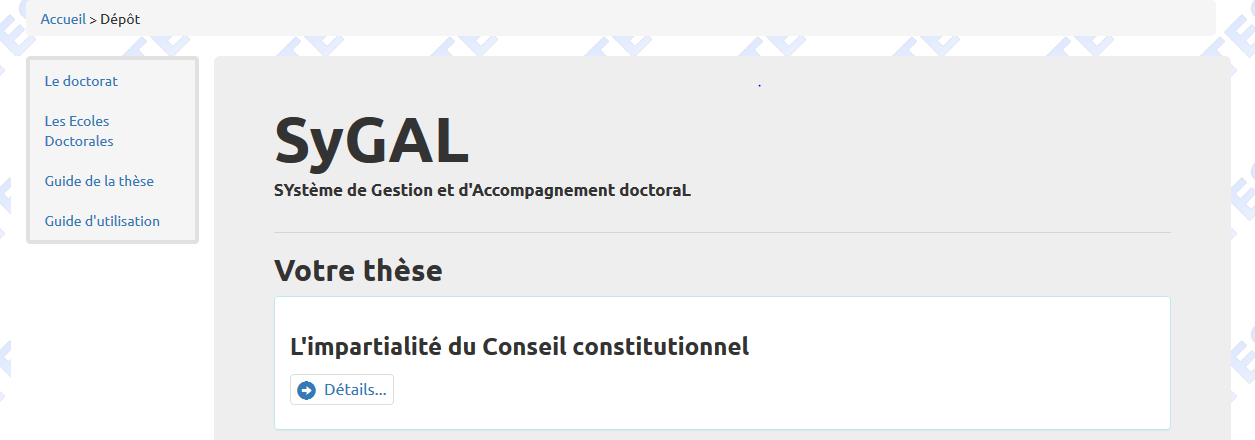 Accueil > Dépôt
Le doctorat
Les Ecoles
Doctorales
Guide de la thèse
Guide d'utilisation
SyGAL
SYstème de Gestion et d'Accompagnement doctoraL
Votre thèse
L'impartialité du Conseil constitutionnel
Détails...